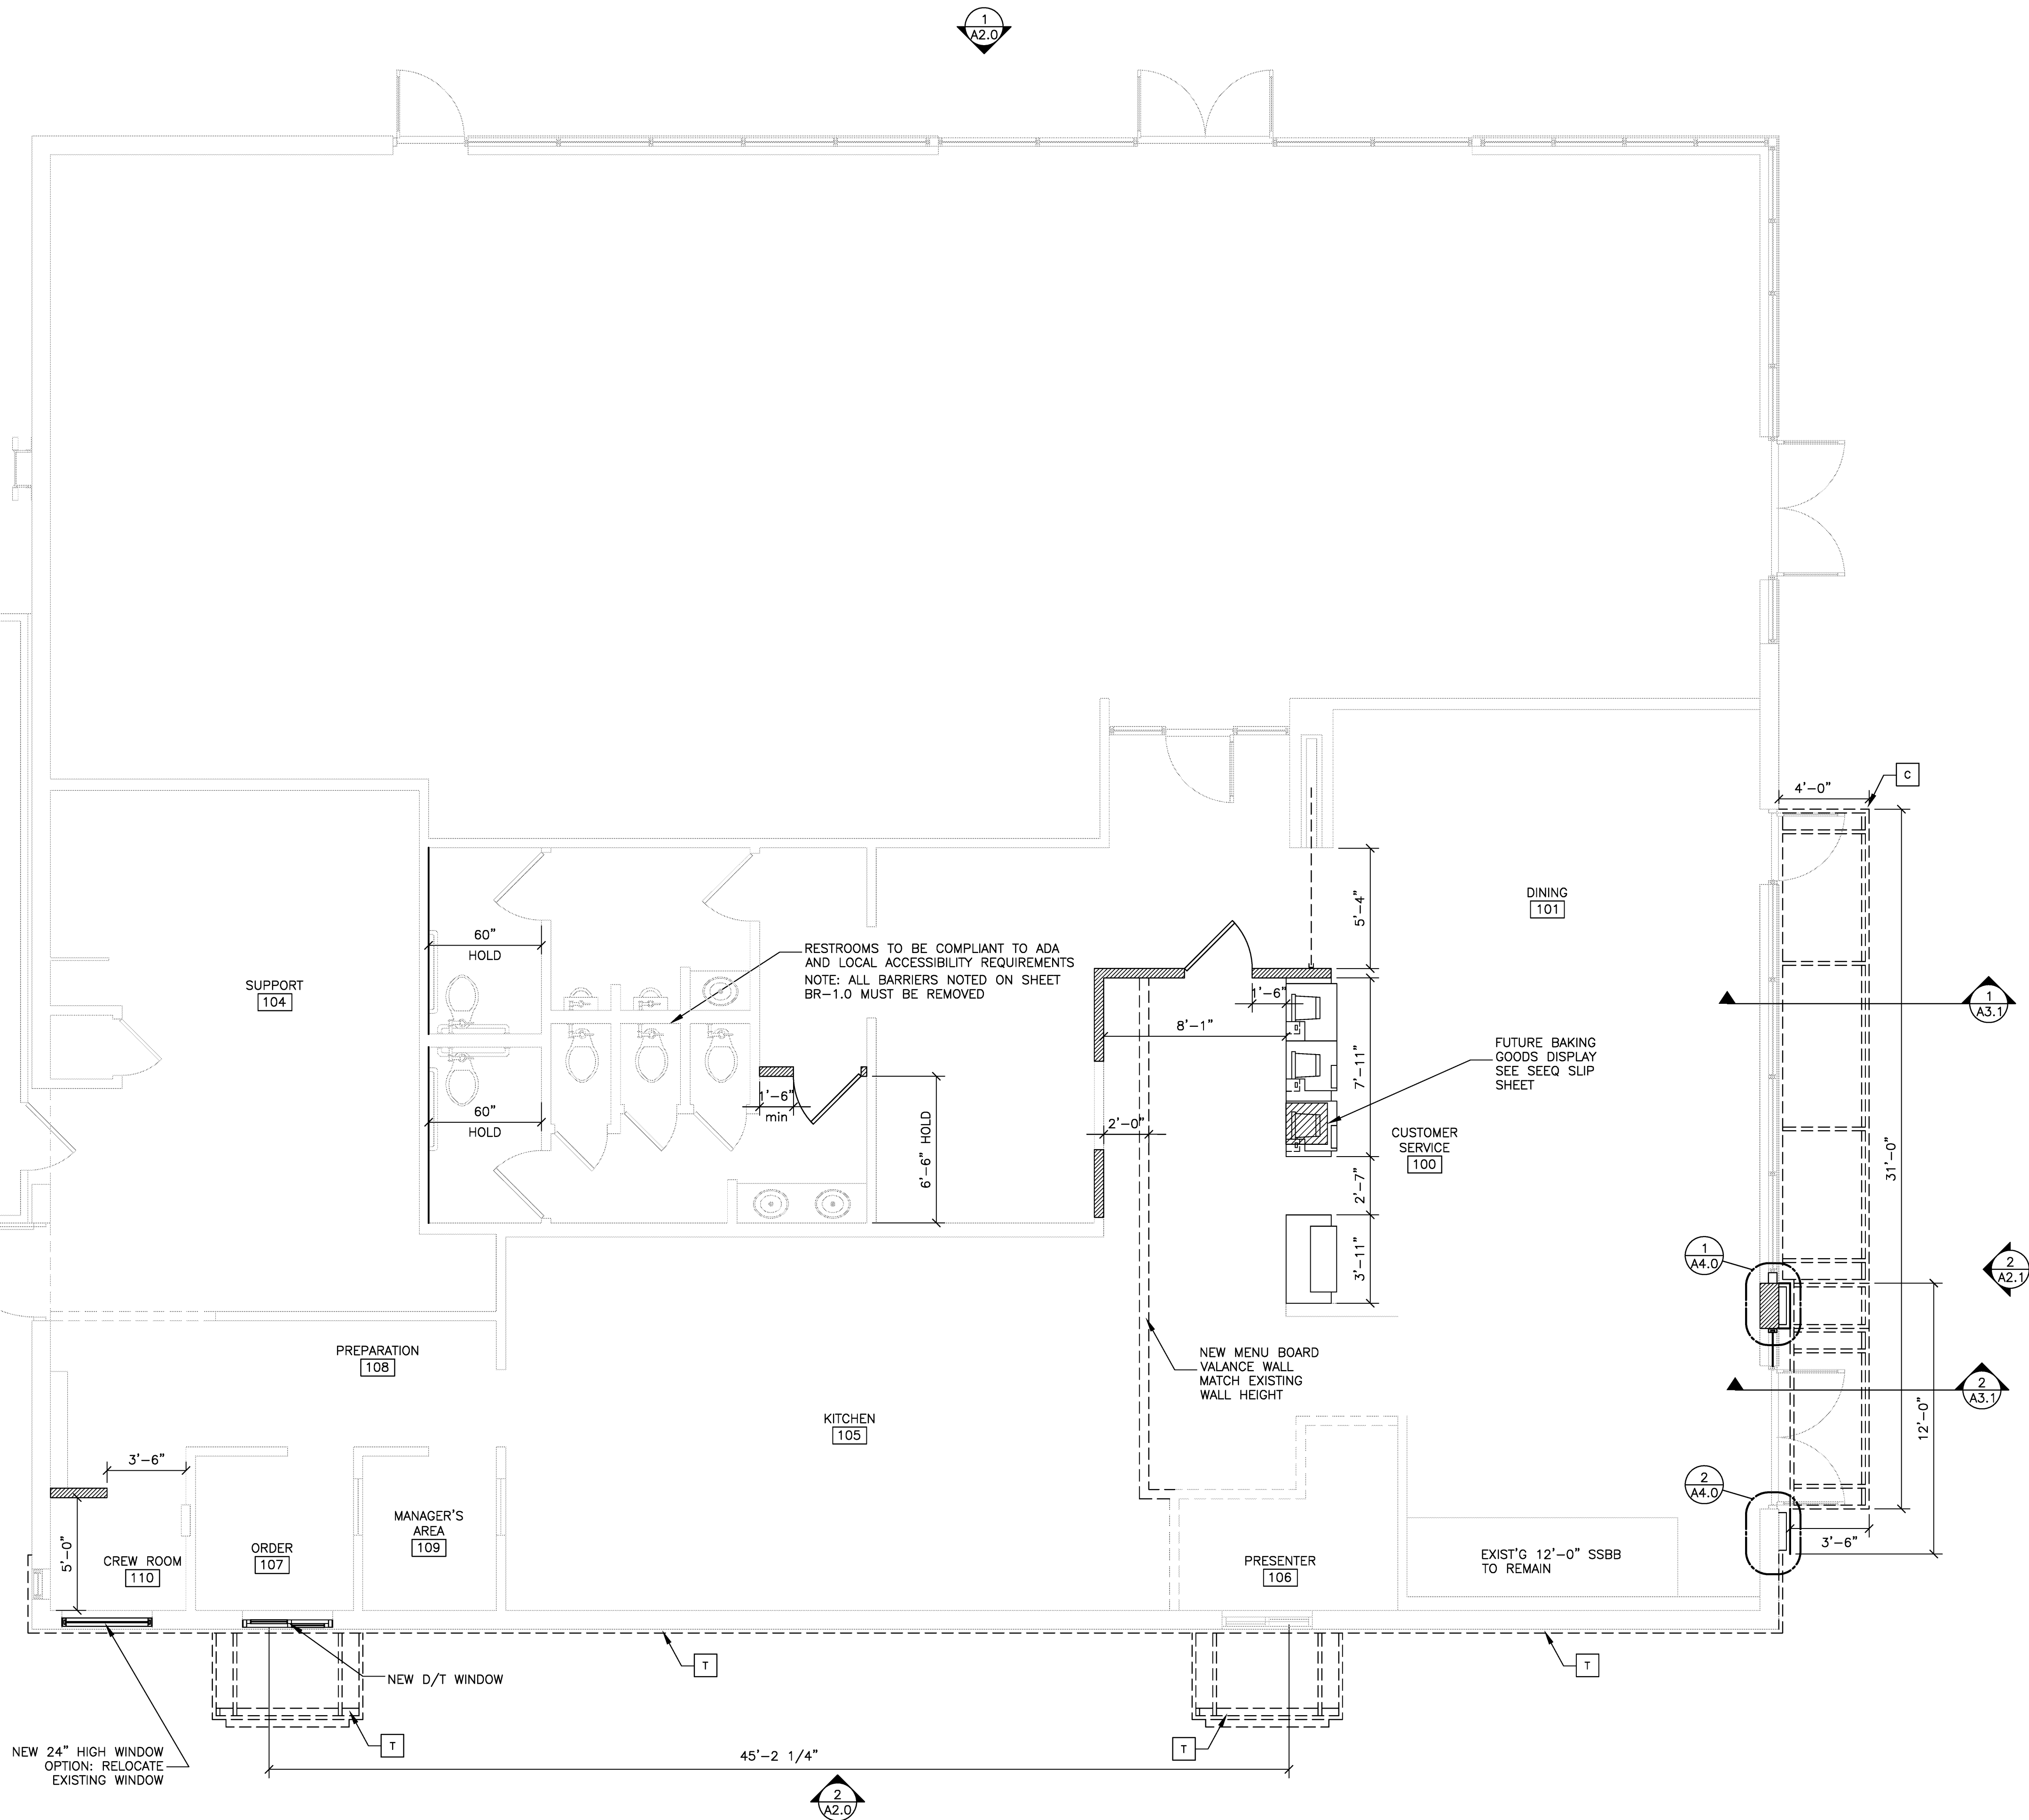 1
A2.0
4'-0"
C
5'-4"
DINING
101
60"
HOLD
RESTROOMS TO BE COMPLIANT TO ADA
AND LOCAL ACCESSIBILITY REQUIREMENTS
NOTE: ALL BARRIERS NOTED ON SHEET
BR-1.0 MUST BE REMOVED
SUPPORT
104
1'-6"
1
A3.1
8'-1"
FUTURE BAKING
GOODS DISPLAY
SEE SEEQ SLIP
SHEET
7'-11"
1'-6"
min
60"
HOLD
2'-0"
6'-6" HOLD
CUSTOMER
SERVICE
100
31'-0"
2'-7"
3'-11"
1
A4.0
2
A2.1
PREPARATION
108
NEW MENU BOARD
VALANCE WALL
MATCH EXISTING
WALL HEIGHT
2
A3.1
KITCHEN
105
12'-0"
3'-6"
2
A4.0
MANAGER'S
AREA
109
5'-0"
CREW ROOM
110
ORDER
107
PRESENTER
106
EXIST'G 12'-0" SSBB
TO REMAIN
3'-6"
T
T
NEW D/T WINDOW
T
T
NEW 24" HIGH WINDOW
OPTION: RELOCATE
EXISTING WINDOW
45'-2 1/4"
2
A2.0